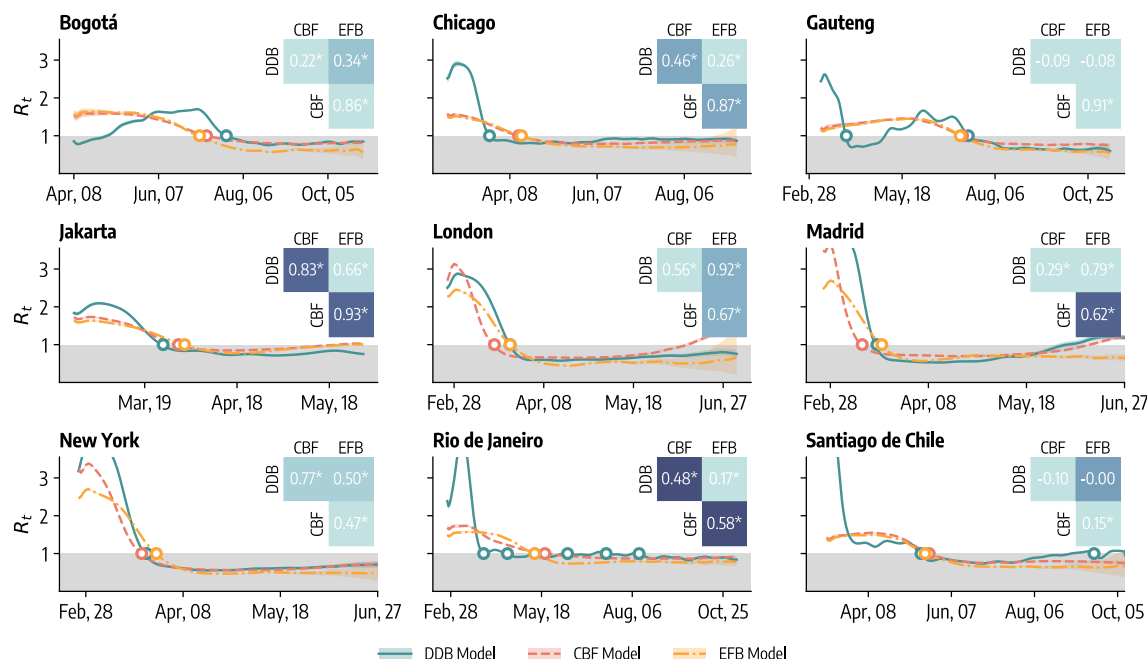 Bogotá
CBF EFB
DDB 0.22* 0.34*
CBF 0.86*
3
2
1
Rt
Apr, 08 Jun, 07 Aug, 06 Oct, 05
Chicago
CBF EFB
DDB 0.46* 0.26*
CBF 0.87*
Apr, 08 Jun, 07 Aug, 06
Gauteng
CBF EFB
DDB -0.09 -0.08
CBF 0.91*
Feb, 28 May, 18 Aug, 06 Oct, 25
Jakarta
CBF EFB
DDB 0.83* 0.66*
CBF 0.93*
3
2
1
Rt
Mar, 19 Apr, 18 May, 18
London
CBF EFB
DDB 0.56* 0.92*
CBF 0.67*
Feb, 28 Apr, 08 May, 18 Jun, 27
Madrid
CBF EFB
DDB 0.29* 0.79*
CBF 0.62*
Feb, 28 Apr, 08 May, 18 Jun, 27
New York
CBF EFB
DDB 0.77* 0.50*
CBF 0.47*
3
2
1
Rt
Feb, 28 Apr, 08 May, 18 Jun, 27
Rio de Janeiro
CBF EFB
DDB 0.48* 0.17*
CBF 0.58*
Feb, 28 May, 18 Aug, 06 Oct, 25
Santiago de Chile
CBF EFB
DDB -0.10 -0.00
CBF 0.15*
Apr, 08 Jun, 07 Aug, 06 Oct, 05
DDB Model CBF Model EFB Model